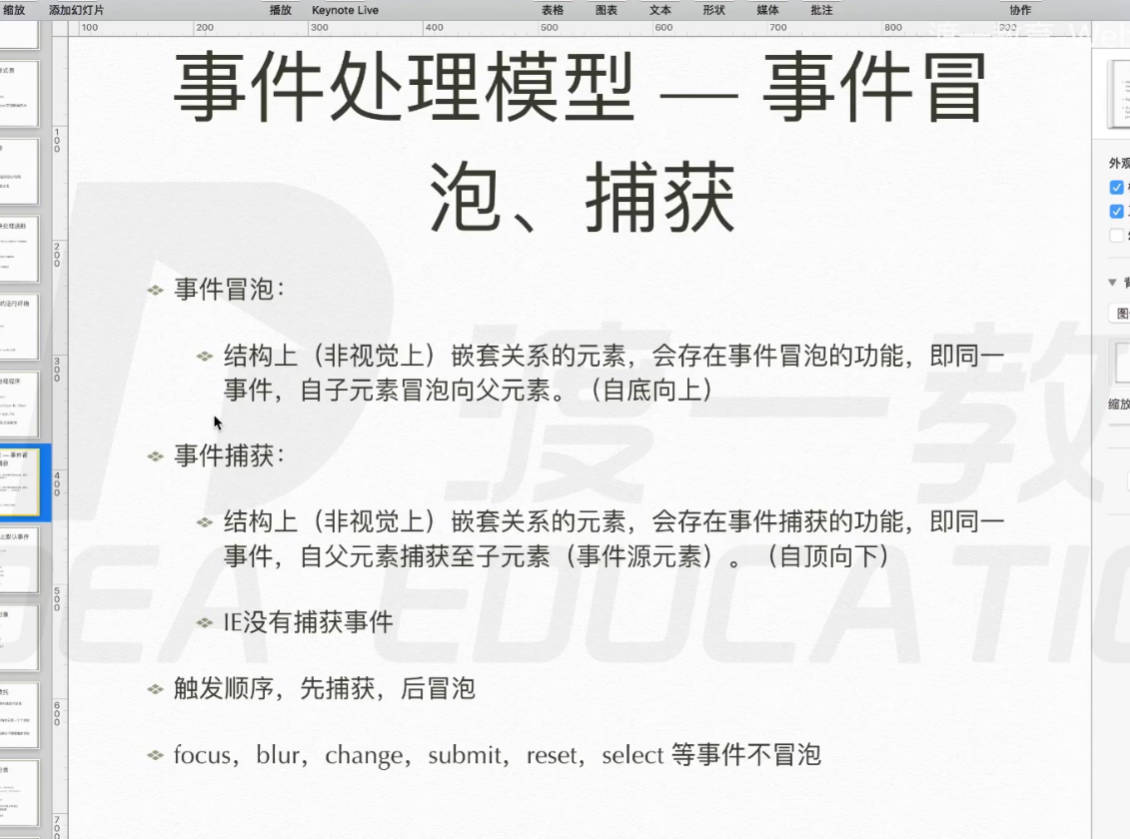 缩放 添加幻灯片 播放 Keynote Live 表格 图表 文本 形状 媒体 批注 协作
100 200 300 400 500 600 700 800 900
事件处理模型 — 事件冒
泡、捕获
事件冒泡：
结构上（非视觉上）嵌套关系的元素，会存在事件冒泡的功能，即同一
事件，自子元素冒泡向父元素。（自底向上）
事件捕获：
结构上（非视觉上）嵌套关系的元素，会存在事件捕获的功能，即同一
事件，自父元素捕获至子元素（事件源元素）。（自顶向下）
IE没有捕获事件
触发顺序，先捕获，后冒泡
focus，blur，change，submit，reset，select 等事件不冒泡
渡一教
EDUCATIO
100
200
300
400
500
600
700
外观
缩放